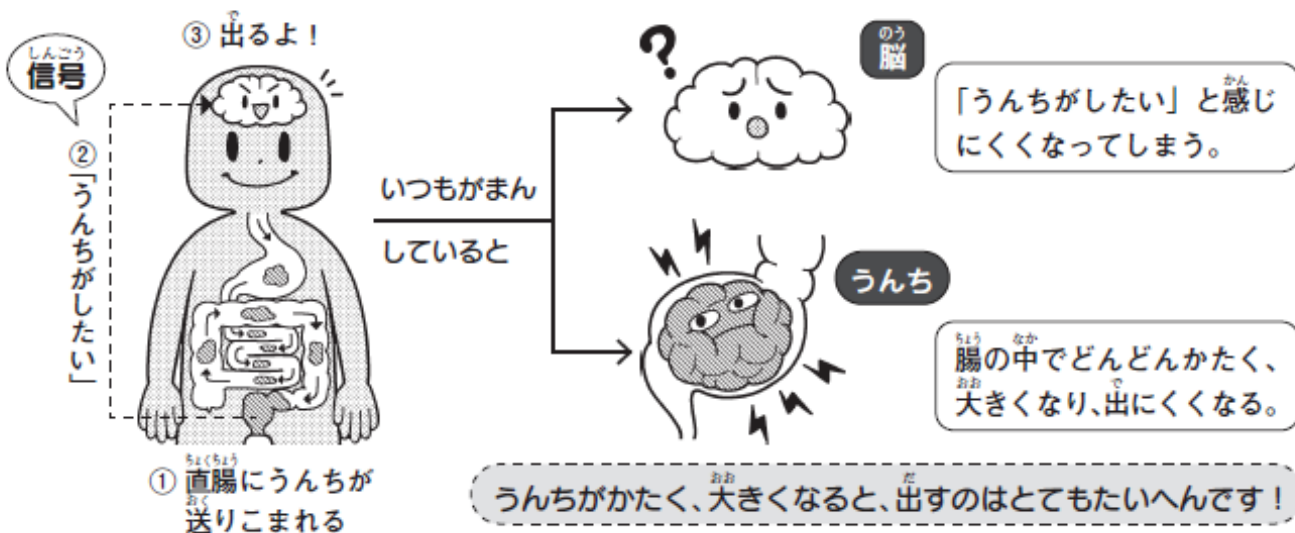 ③ 出るよ！
信号
②「うんちがしたい」
① 直腸にうんちが
送りこまれる
いつもがまん
していると
?
脳
「うんちがしたい」と感じ
にくくなってしまう。
うんち
腸の中でどんどんかたく、
大きくなり、出にくくなる。
うんちがかたく、大きくなると、出すのはとてもたいへんです！